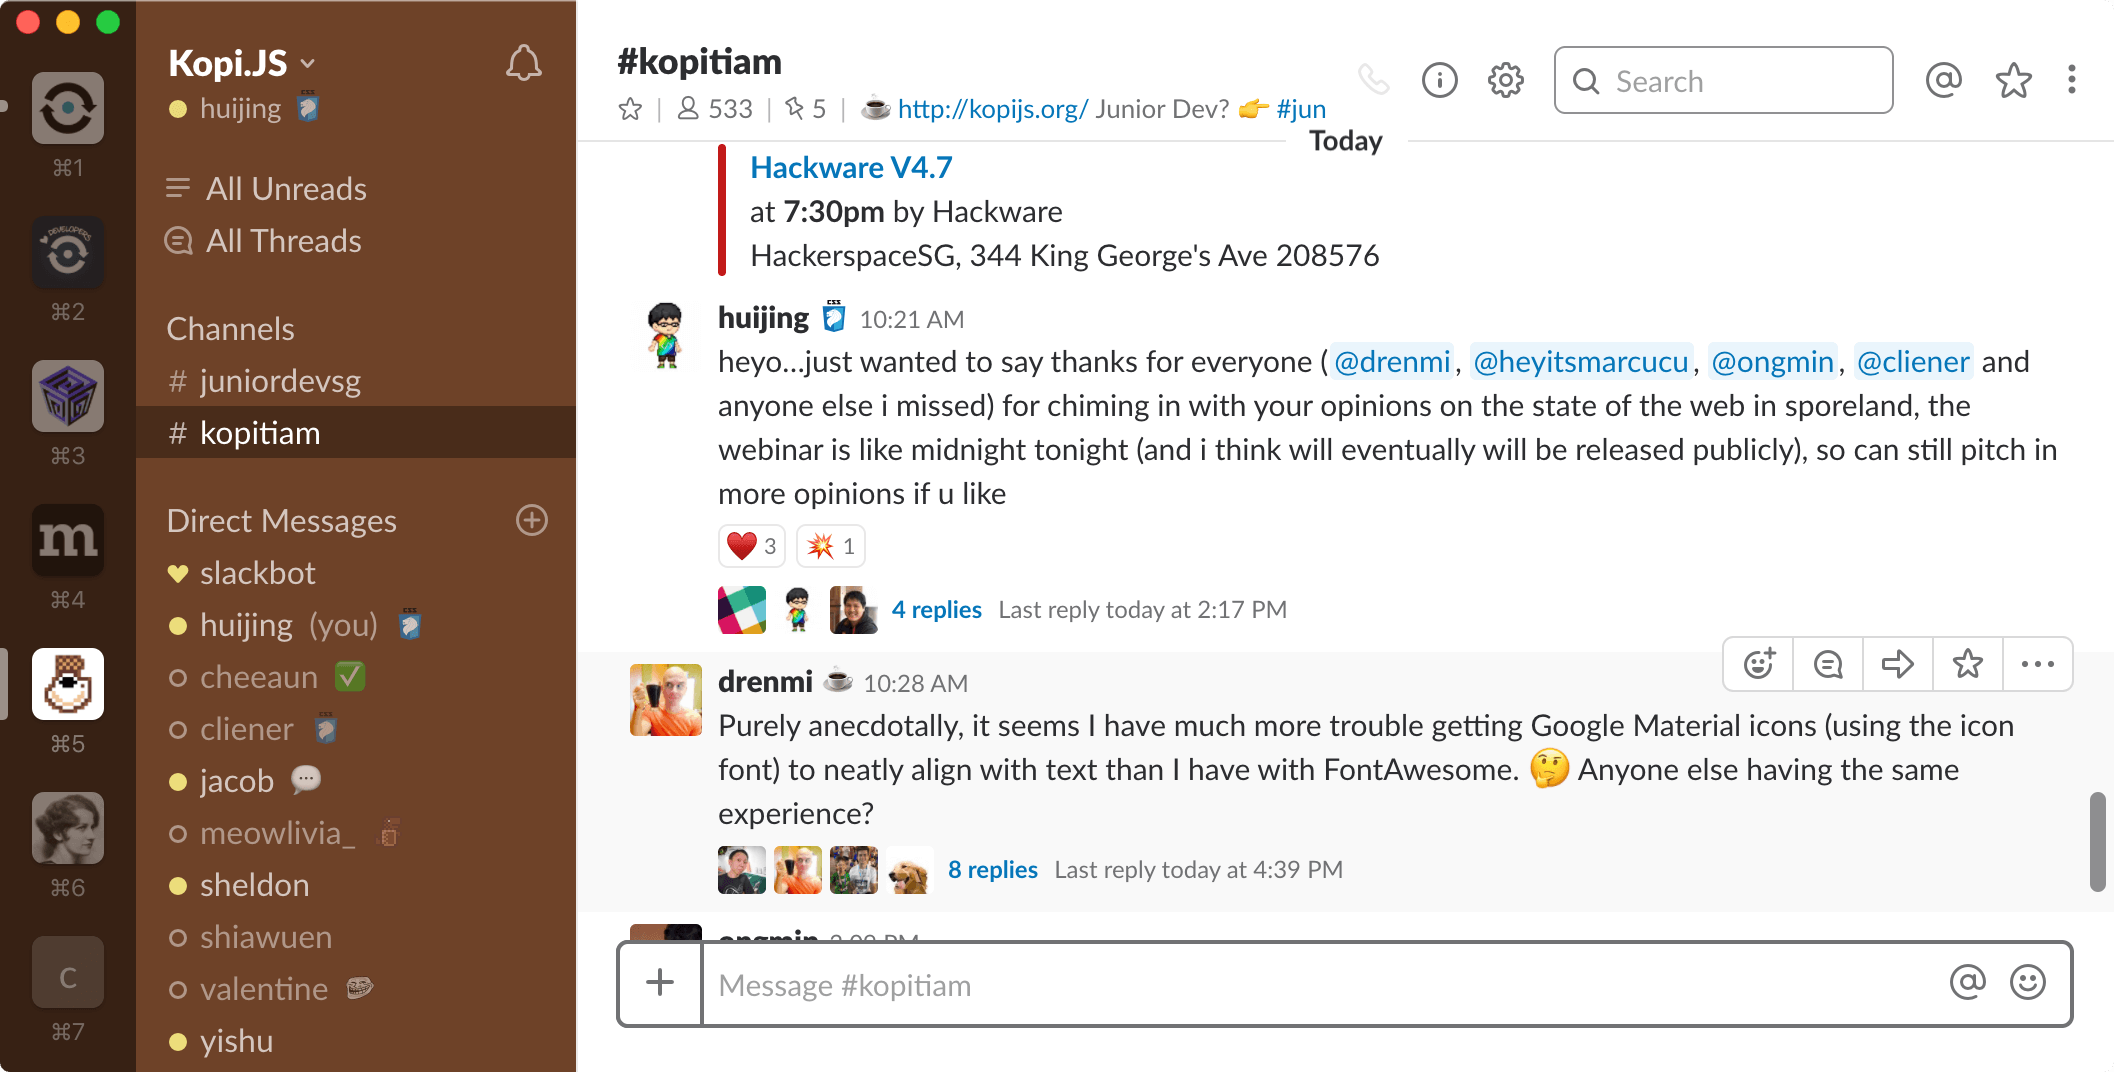 ⌘1
DEVELOPERS
⌘2
⌘3
m
⌘4
⌘5
⌘6
C
⌘7
Kopi.JS
huijing
All Unreads
All Threads
Channels
# juniordevsg
# kopitiam
Direct Messages
slackbot
huijing (you)
cheeaun
cliener
jacob
meowlivia_
sheldon
shiawuen
valentine
yishu
#kopitiam
533 | 5 | http://kopijs.org/ Junior Dev? 👉 #jun
Search
Today
Hackware V4.7
at 7:30pm by Hackware
HackerspaceSG, 344 King George's Ave 208576
huijing CSS 10:21 AM
heyo...just wanted to say thanks for everyone (@drenmi, @heyitsmarcucu, @ongmin, @cliener and
anyone else i missed) for chiming in with your opinions on the state of the web in sporeland, the
webinar is like midnight tonight (and i think will eventually will be released publicly), so can still pitch in
more opinions if u like
❤️ 3 💥 1
4 replies Last reply today at 2:17 PM
drenmi ☕ 10:28 AM
Purely anecdotally, it seems I have much more trouble getting Google Material icons (using the icon
font) to neatly align with text than I have with FontAwesome. 🤔 Anyone else having the same
experience?
8 replies Last reply today at 4:39 PM
ongmin
Message #kopitiam